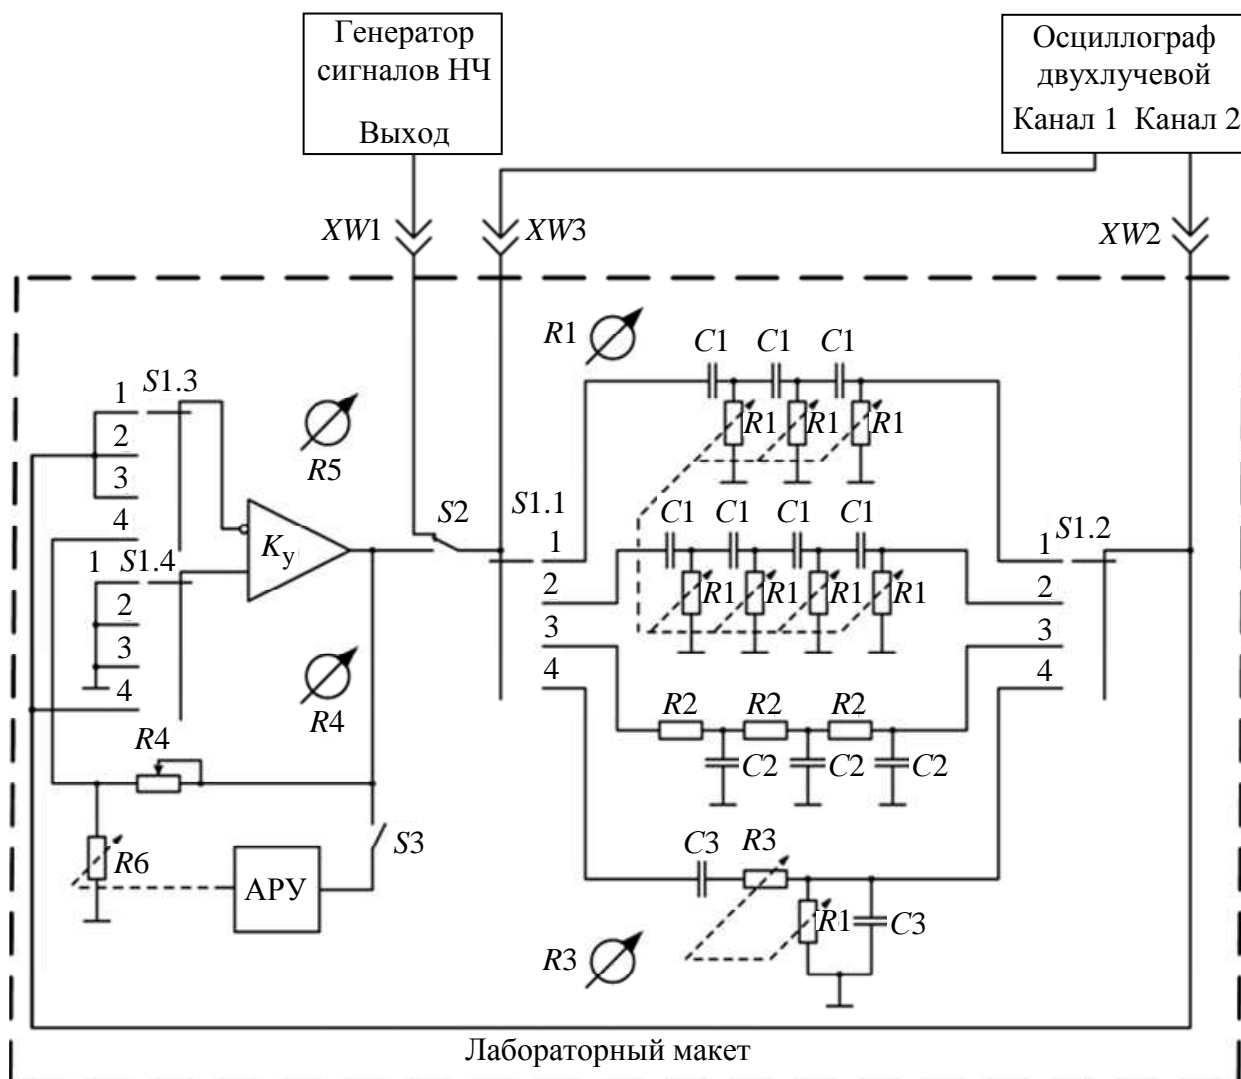 Генератор
сигналов НЧ
Выход
Осциллограф
двухлучевой
Канал 1 Канал 2
XW1
XW3
XW2
R1
C1 C1 C1
R1 R1 R1
1 S1.3
2
3
4
R5
Kу
S2
S1.1
1
2
3
4
C1 C1 C1 C1
R1 R1 R1 R1
S1.2
1
2
3
4
1 S1.4
2
3
4
R4
R4
R2 R2 R2
C2 C2 C2
S3
R6
АРУ
C3 R3
R1 C3
R3
Лабораторный макет